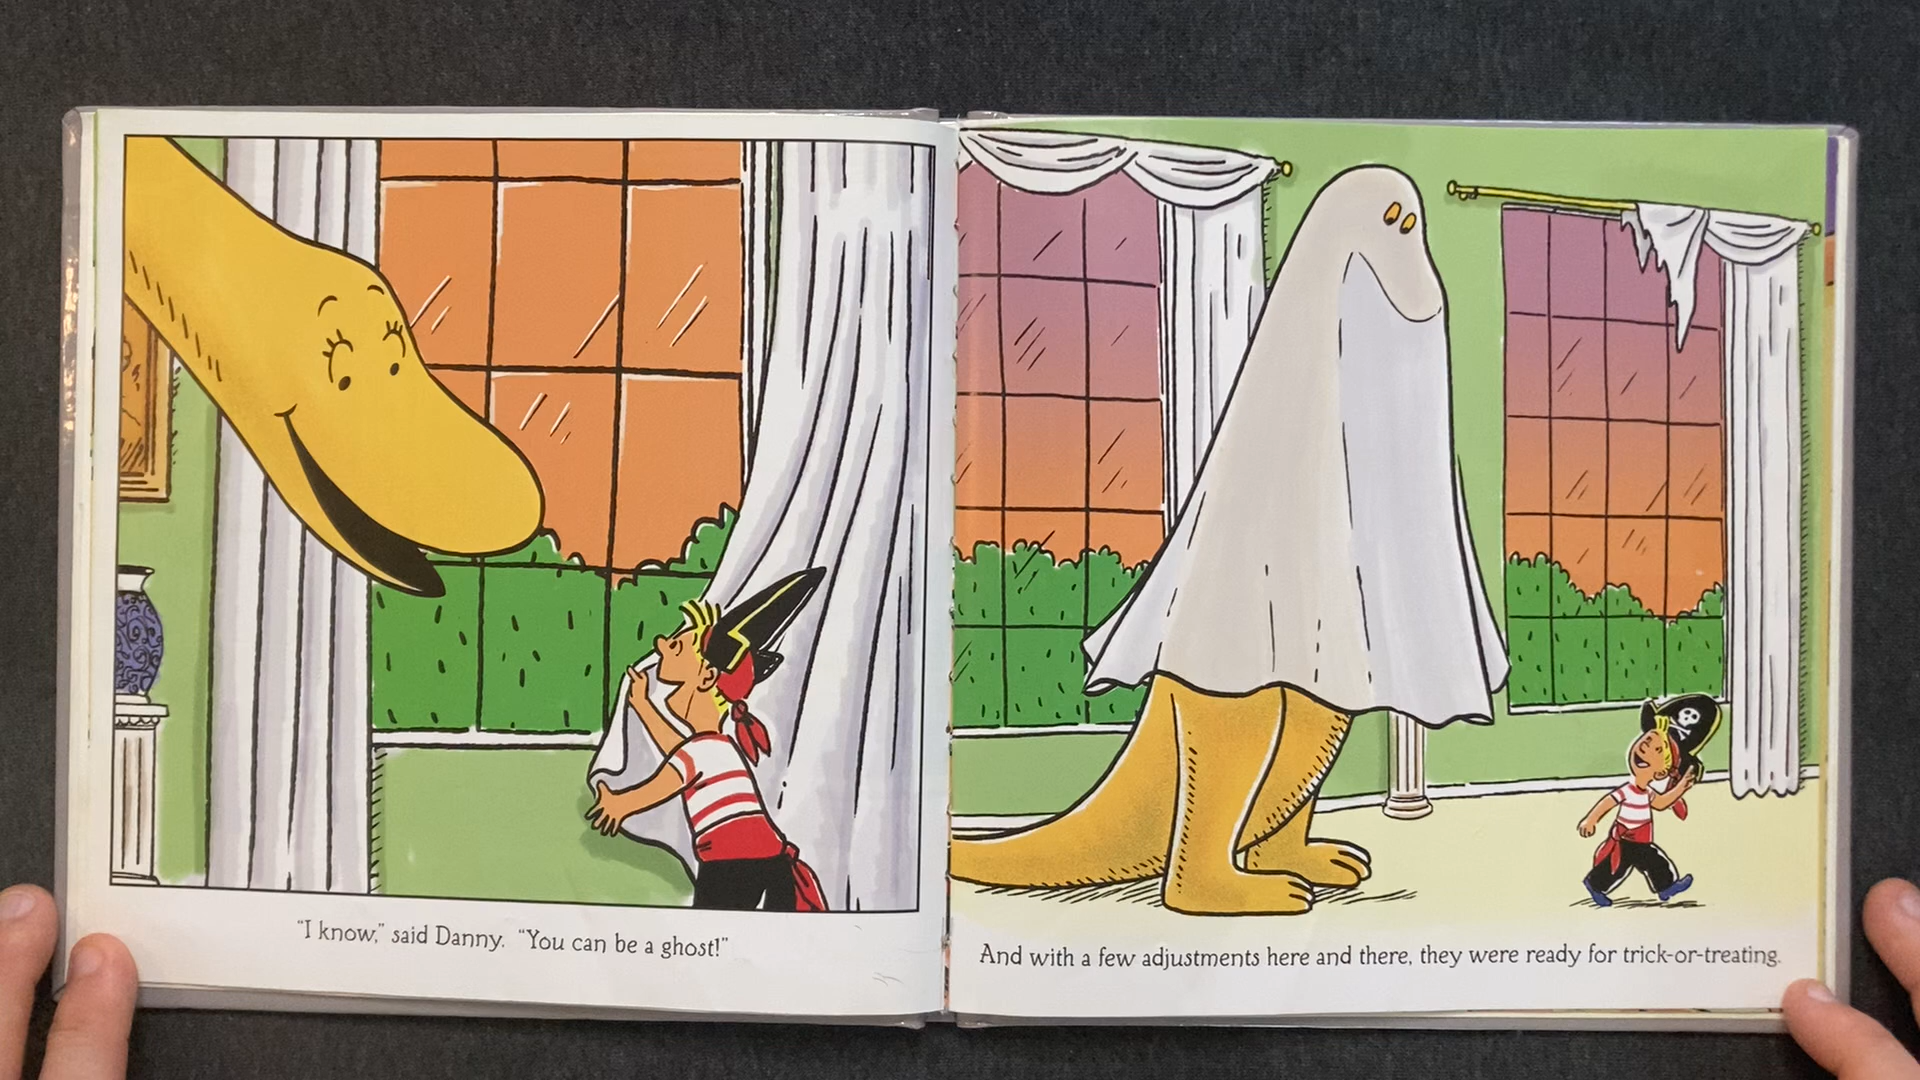 “I know,” said Danny. “You can be a ghost!”
And with a few adjustments here and there, they were ready for trick-or-treating.